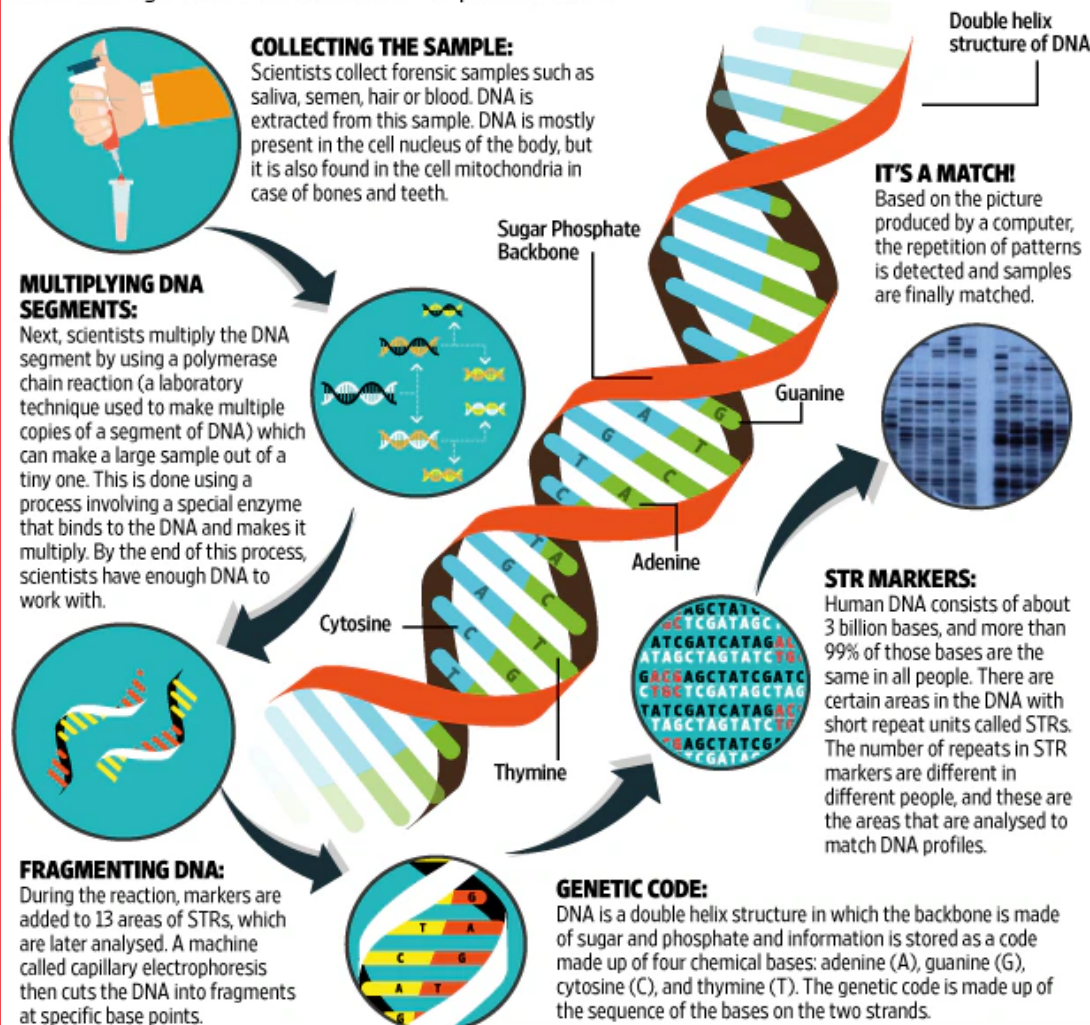 COLLECTING THE SAMPLE:
Scientists collect forensic samples such as
saliva, semen, hair or blood. DNA is
extracted from this sample. DNA is mostly
present in the cell nucleus of the body, but
it is also found in the cell mitochondria in
case of bones and teeth.
Double helix
structure of DNA
MULTIPLYING DNA
SEGMENTS:
Next, scientists multiply the DNA
segment by using a polymerase
chain reaction (a laboratory
technique used to make multiple
copies of a segment of DNA) which
can make a large sample out of a
tiny one. This is done using a
process involving a special enzyme
that binds to the DNA and makes it
multiply. By the end of this process,
scientists have enough DNA to
work with.
Sugar Phosphate
Backbone
IT'S A MATCH!
Based on the picture
produced by a computer,
the repetition of patterns
is detected and samples
are finally matched.
Guanine
A G
G T
T C
C A
Adenine
Cytosine
T A
G C
A T
C G
T
Thymine
FRAGMENTING DNA:
During the reaction, markers are
added to 13 areas of STRs, which
are later analysed. A machine
called capillary electrophoresis
then cuts the DNA into fragments
at specific base points.
G
T A
C G
A T
G
GENETIC CODE:
DNA is a double helix structure in which the backbone is made
of sugar and phosphate and information is stored as a code
made up of four chemical bases: adenine (A), guanine (G),
cytosine (C), and thymine (T). The genetic code is made up of
the sequence of the bases on the two strands.
AGCTATC
GCTCGATAGCT
ATCGATCATAGAC
ATAGCTAGTATCTG
GACGAGCTATCGATC
CTGCTCGATAGCTAG
TATCGATCATAGAC
TAGCTAGTATCTG
GAGCTATCGA
TCGATA
STR MARKERS:
Human DNA consists of about
3 billion bases, and more than
99% of those bases are the
same in all people. There are
certain areas in the DNA with
short repeat units called STRs.
The number of repeats in STR
markers are different in
different people, and these are
the areas that are analysed to
match DNA profiles.